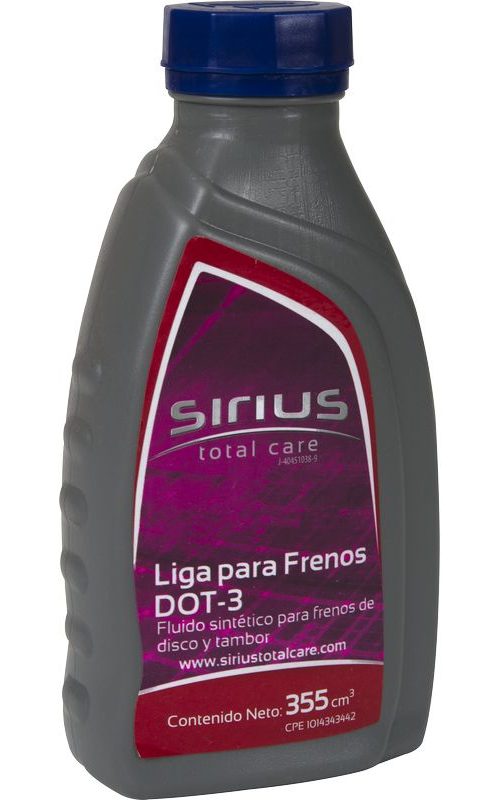 sirius
total care
J-40451038-9
Liga para Frenos
DOT-3
Fluido sintético para frenos de
disco y tambor
www.siriustotalcare.com
Contenido Neto: 355 cm³
CPE 1014343442